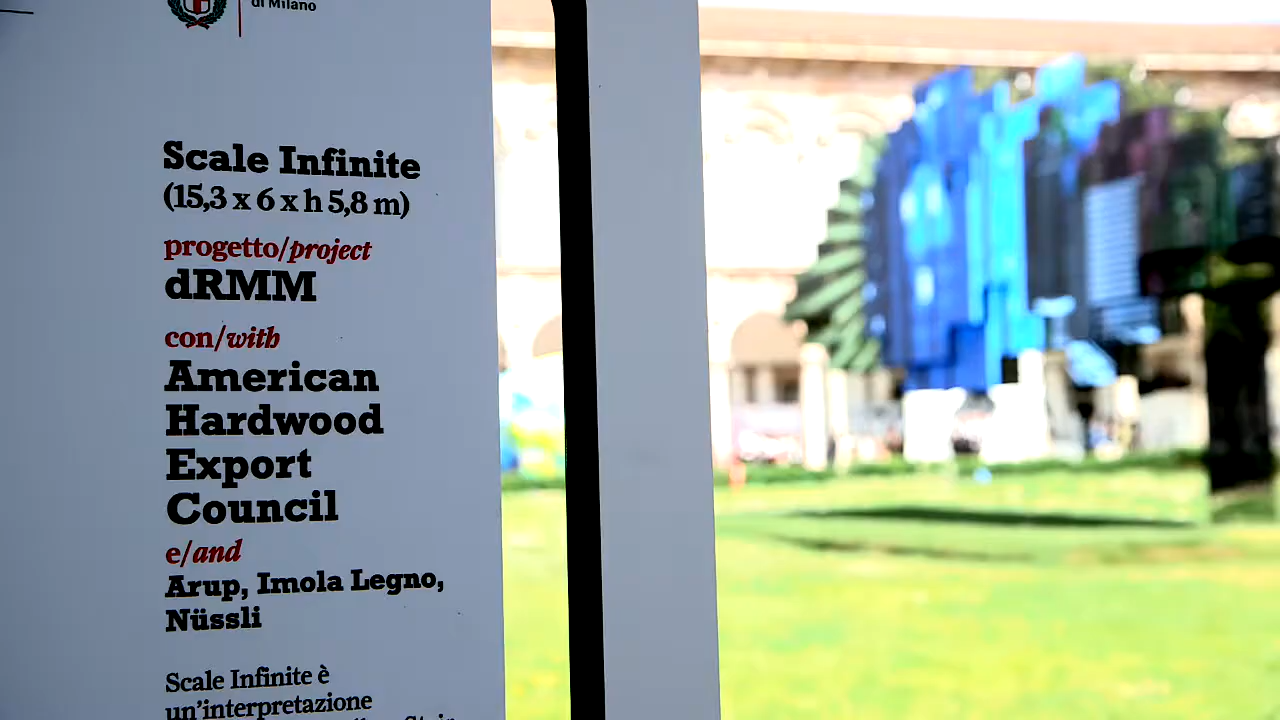 di Milano
Scale Infinite
(15,3 x 6 x h 5,8 m)
progetto/project
dRMM
con/with
American
Hardwood
Export
Council
e/and
Arup, Imola Legno,
Nüssli
Scale Infinite è
un'interpretazione